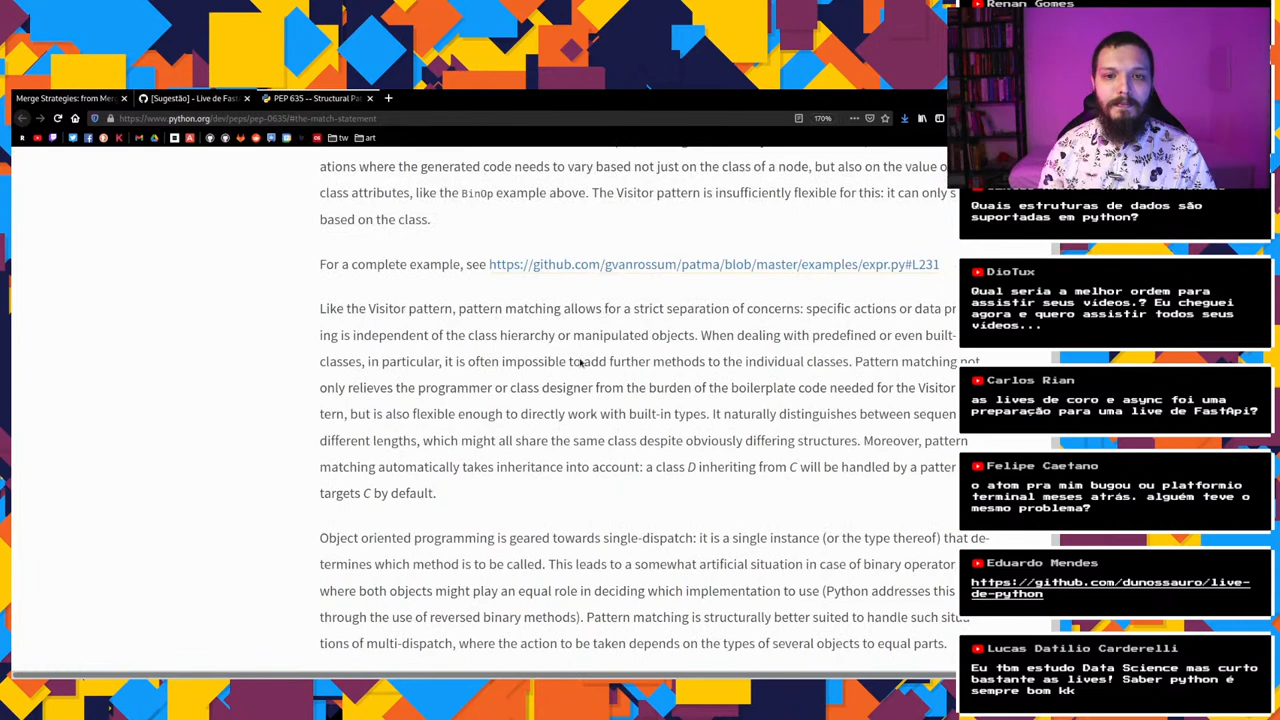 Renan Gomes
Merge Strategies: from Merg
[Sugestão] - Live de Fast
PEP 635 -- Structural Pat
https://www.python.org/dev/peps/pep-0635/#the-match-statement
170%
tw
art
ations where the generated code needs to vary based not just on the class of a node, but also on the value o
class attributes, like the BinOp example above. The Visitor pattern is insufficiently flexible for this: it can only s
based on the class.
For a complete example, see https://github.com/gvanrossum/patma/blob/master/examples/expr.py#L231
Like the Visitor pattern, pattern matching allows for a strict separation of concerns: specific actions or data pr
ing is independent of the class hierarchy or manipulated objects. When dealing with predefined or even built-
classes, in particular, it is often impossible to add further methods to the individual classes. Pattern matching not
only relieves the programmer or class designer from the burden of the boilerplate code needed for the Visitor
tern, but is also flexible enough to directly work with built-in types. It naturally distinguishes between sequen
different lengths, which might all share the same class despite obviously differing structures. Moreover, pattern
matching automatically takes inheritance into account: a class D inheriting from C will be handled by a patter
targets C by default.
Object oriented programming is geared towards single-dispatch: it is a single instance (or the type thereof) that de-
termines which method is to be called. This leads to a somewhat artificial situation in case of binary operator
where both objects might play an equal role in deciding which implementation to use (Python addresses this
through the use of reversed binary methods). Pattern matching is structurally better suited to handle such situa
tions of multi-dispatch, where the action to be taken depends on the types of several objects to equal parts.
Quais estruturas de dados são
suportadas em python?
DioTux
Qual seria a melhor ordem para
assistir seus vídeos.? Eu cheguei
agora e quero assistir todos seus
vídeos...
Carlos Rian
as lives de coro e async foi uma
preparação para uma live de FastApi?
Felipe Caetano
o atom pra mim bugou ou platformio
terminal meses atrás. alguém teve o
mesmo problema?
Eduardo Mendes
https://github.com/dunossauro/live-
de-python
Lucas Datilio Carderelli
Eu tbm estudo Data Science mas curto
bastante as lives! Saber python é
sempre bom kk